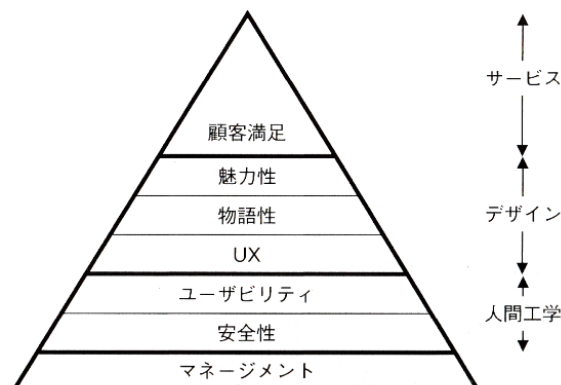 サービス
顧客満足
魅力性
物語性
デザイン
UX
ユーザビリティ
人間工学
安全性
マネージメント